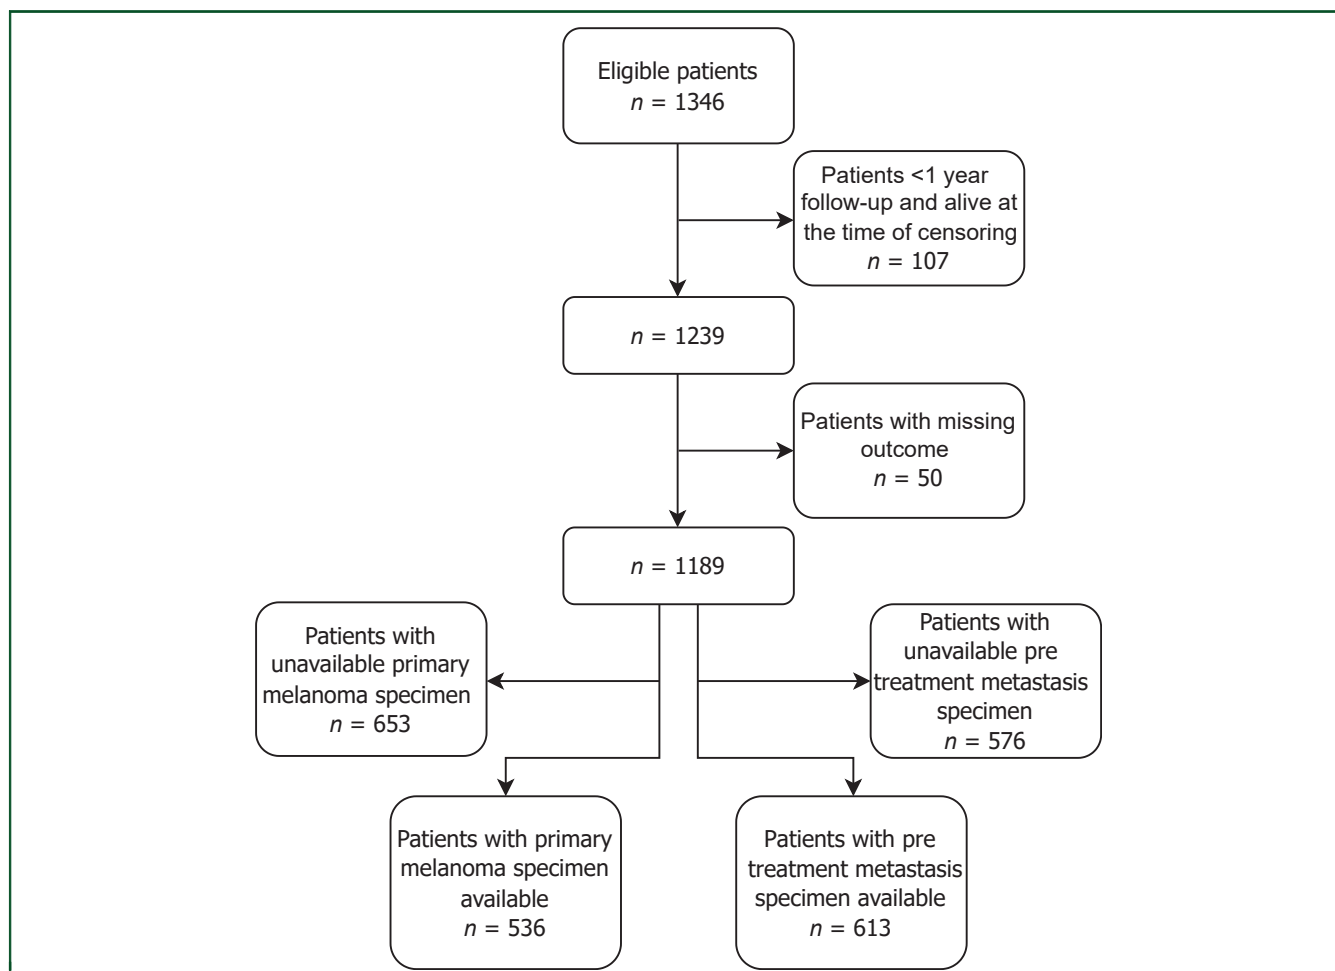 Eligible patients
n = 1346
Patients <1 year
follow-up and alive at
the time of censoring
n = 107
n = 1239
Patients with missing
outcome
n = 50
n = 1189
Patients with
unavailable primary
melanoma specimen
n = 653
Patients with
unavailable pre
treatment metastasis
specimen
n = 576
Patients with primary
melanoma specimen
available
n = 536
Patients with pre
treatment metastasis
specimen available
n = 613